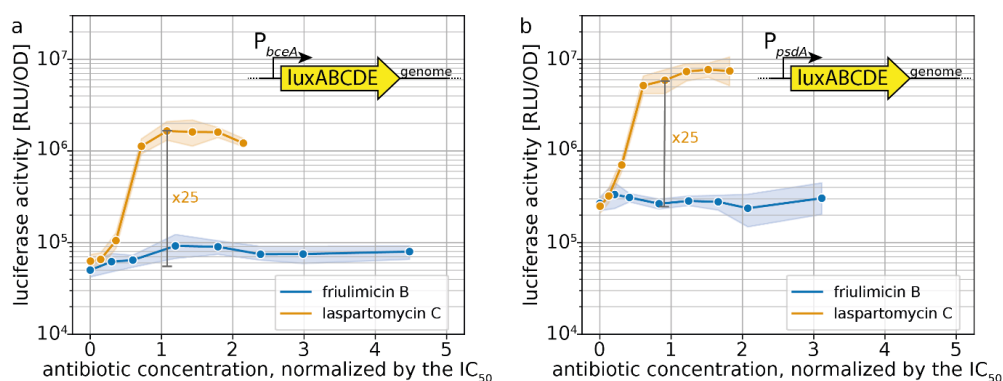 a
P_bceA
luxABCDE
genome
10⁷
10⁶
10⁵
10⁴
luciferase acitvity [RLU/OD]
x25
friulimicin B
laspartomycin C
0 1 2 3 4 5
antibiotic concentration, normalized by the IC₅₀
b
P_psdA
luxABCDE
genome
10⁷
10⁶
10⁵
10⁴
luciferase acitvity [RLU/OD]
x25
friulimicin B
laspartomycin C
0 1 2 3 4 5
antibiotic concentration, normalized by the IC₅₀